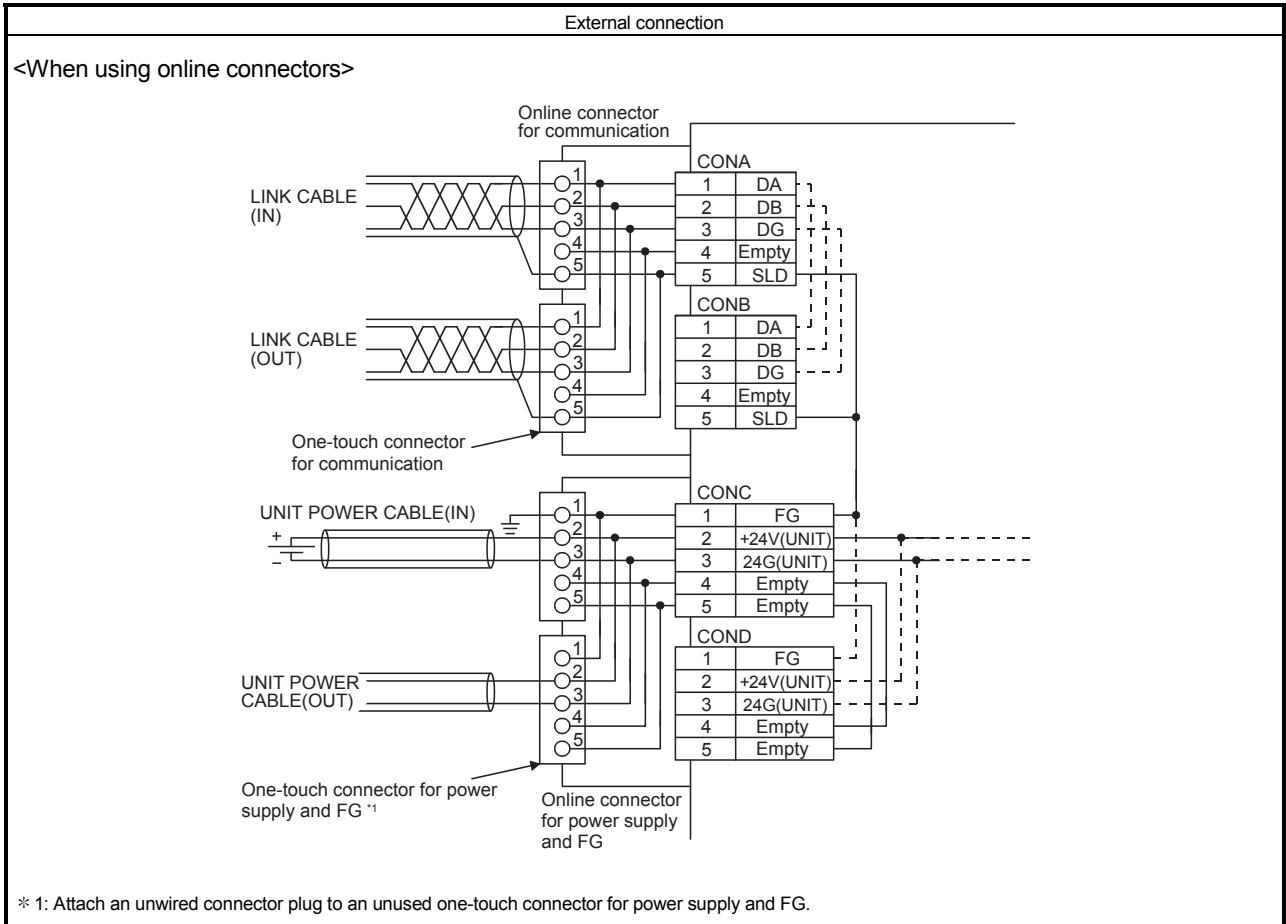 External connection
<When using online connectors>
Online connector
for communication
LINK CABLE
(IN)
1
2
3
4
5
CONA
1 DA
2 DB
3 DG
4 Empty
5 SLD
LINK CABLE
(OUT)
1
2
3
4
5
CONB
1 DA
2 DB
3 DG
4 Empty
5 SLD
One-touch connector
for communication
UNIT POWER CABLE(IN)
+
−
1
2
3
4
5
CONC
1 FG
2 +24V(UNIT)
3 24G(UNIT)
4 Empty
5 Empty
UNIT POWER
CABLE(OUT)
1
2
3
4
5
COND
1 FG
2 +24V(UNIT)
3 24G(UNIT)
4 Empty
5 Empty
One-touch connector for power
supply and FG *1
Online connector
for power supply
and FG
＊1: Attach an unwired connector plug to an unused one-touch connector for power supply and FG.